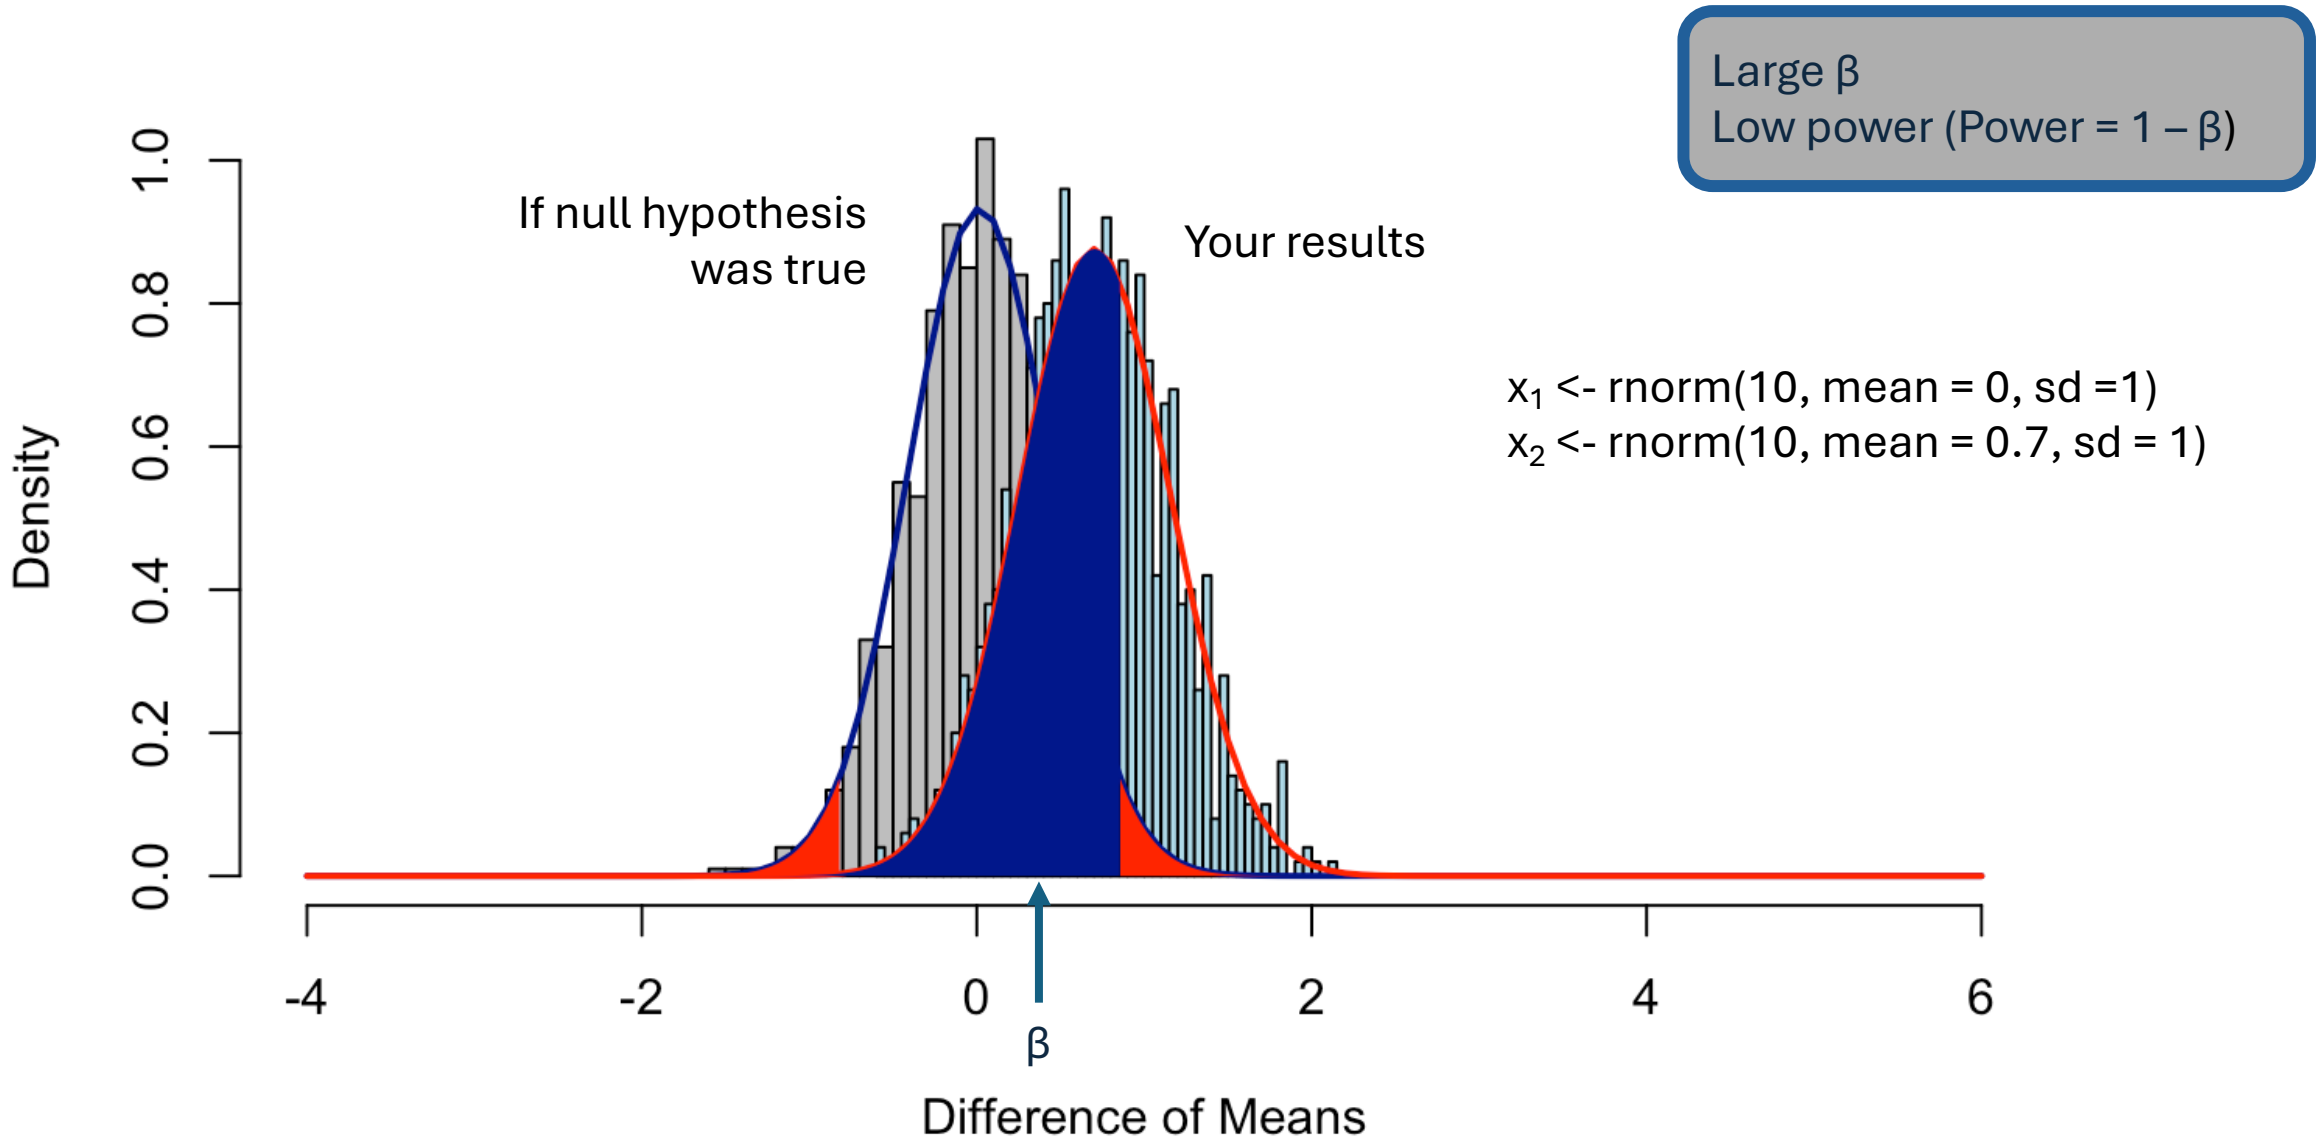 Large β
Low power (Power = 1 – β)
If null hypothesis
was true
Your results
x₁ <- rnorm(10, mean = 0, sd =1)
x₂ <- rnorm(10, mean = 0.7, sd = 1)
Density
1.0
0.8
0.6
0.4
0.2
0.0
-4
-2
0
2
4
6
β
Difference of Means